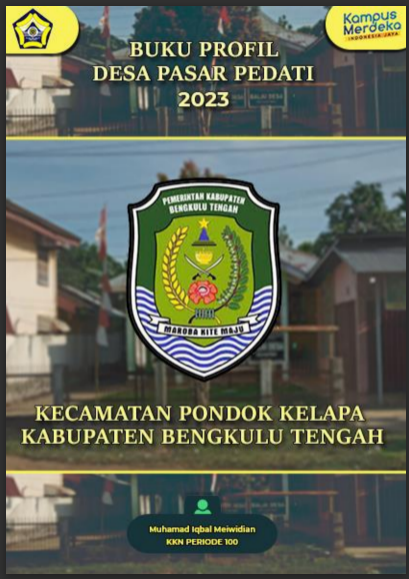 Kampus
Merdeka
INDONESIA JAYA
BUKU PROFIL
DESA PASAR PEDATI
2023
PEMERINTAH KABUPATEN
BENGKULU TENGAH
MAROBA KITE MAJU
KECAMATAN PONDOK KELAPA
KABUPATEN BENGKULU TENGAH
Muhamad Iqbal Meiwidian
KKN PERIODE 100